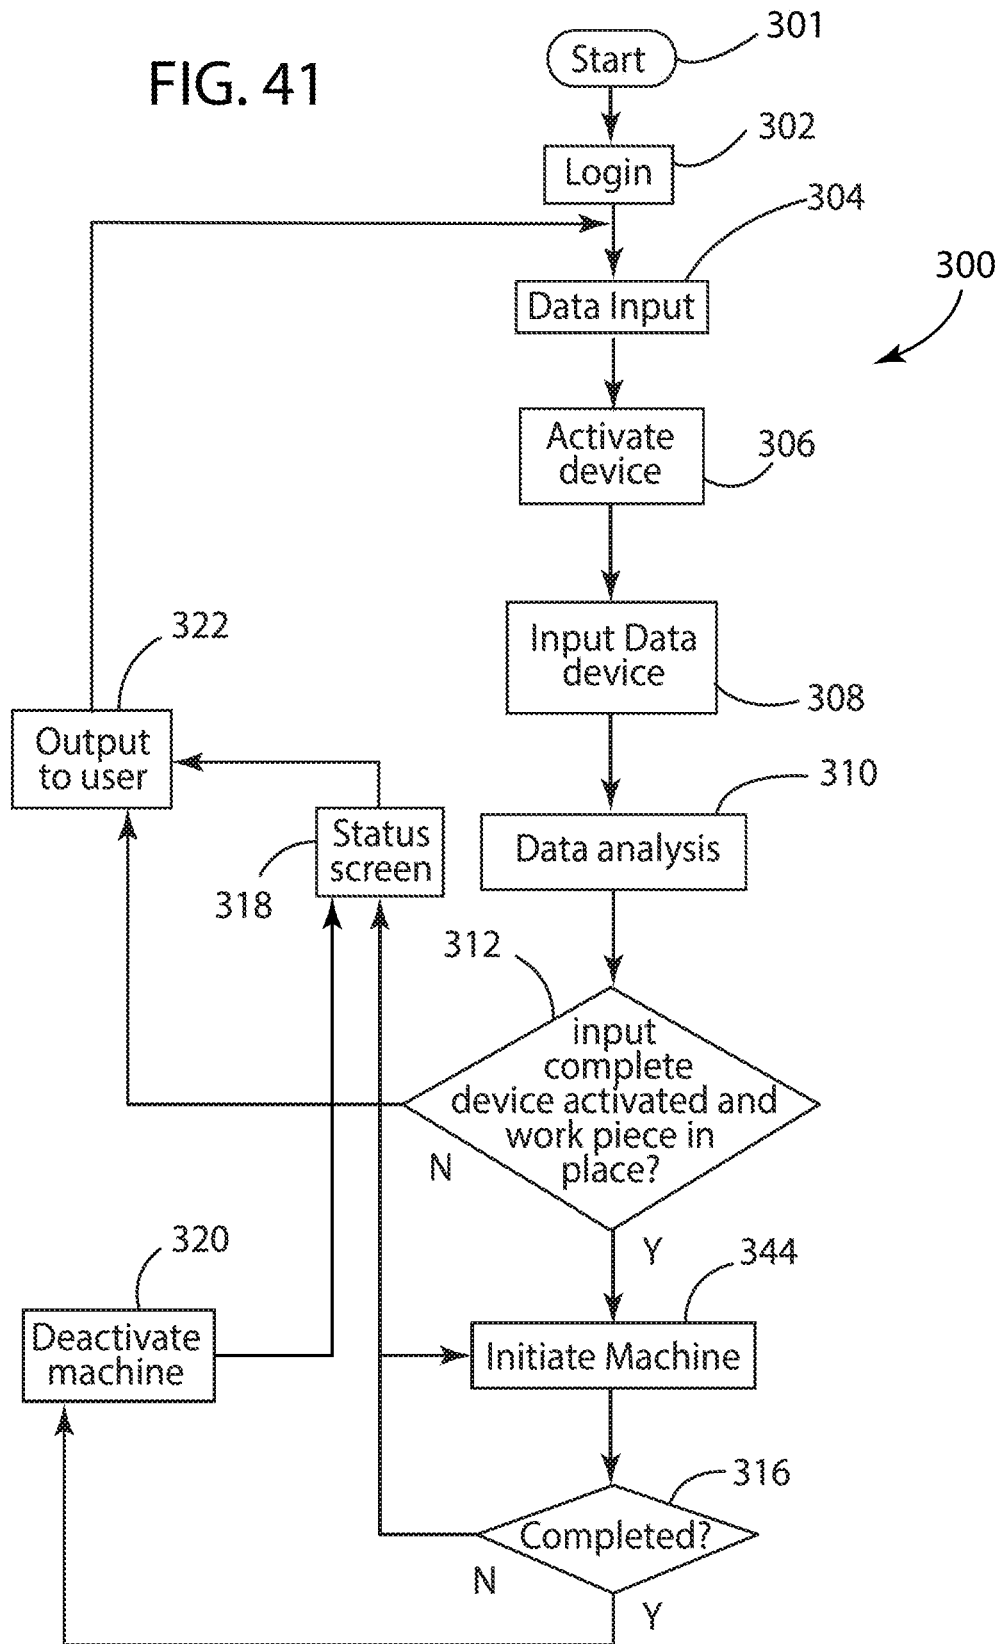 FIG. 41
Start
301
Login
302
304
Data Input
300
Activate
device
306
Input Data
device
308
322
Output
to user
310
Data analysis
Status
screen
318
312
input
complete
device activated and
work piece in
place?
N
Y
344
Initiate Machine
320
Deactivate
machine
316
Completed?
N
Y